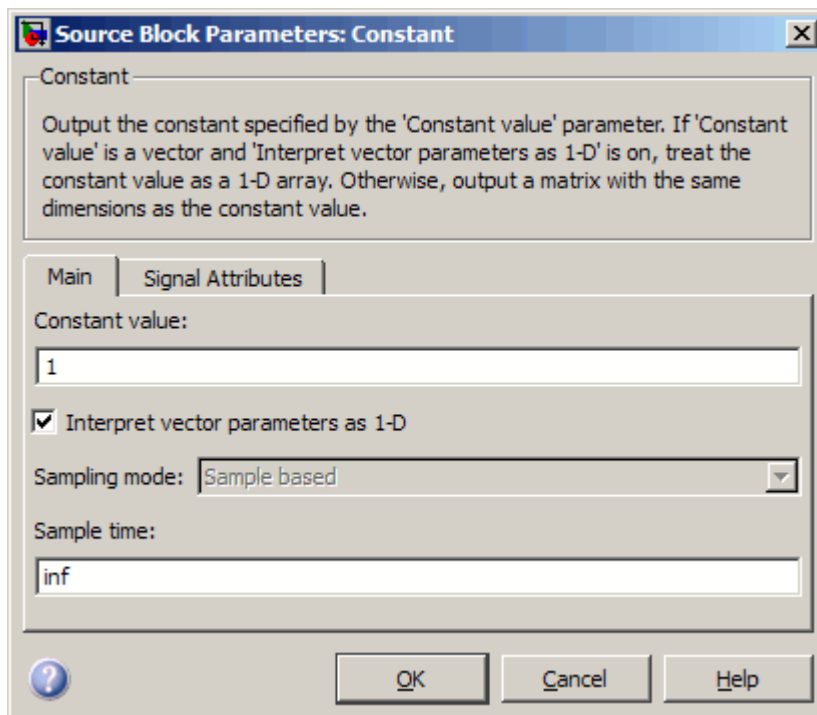 Source Block Parameters: Constant
Constant
Output the constant specified by the 'Constant value' parameter. If 'Constant
value' is a vector and 'Interpret vector parameters as 1-D' is on, treat the
constant value as a 1-D array. Otherwise, output a matrix with the same
dimensions as the constant value.
Main Signal Attributes
Constant value:
1
Interpret vector parameters as 1-D
Sampling mode: Sample based
Sample time:
inf
OK Cancel Help